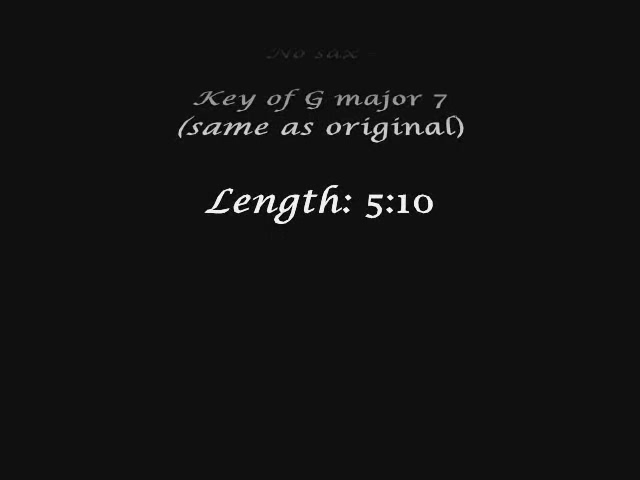 No sax -
Key of G major 7
(same as original)
Length: 5:10